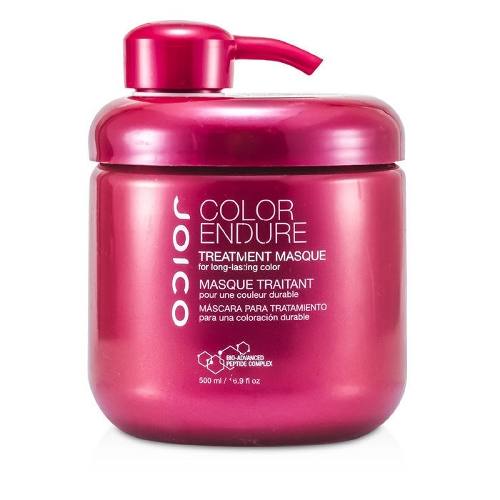 JOICO
COLOR
ENDURE
TREATMENT MASQUE
for long-lasting color
MASQUE TRAITANT
pour une couleur durable
MÁSCARA PARA TRATAMIENTO
para una coloración durable
BIO-ADVANCED
PEPTIDE COMPLEX
500 ml / 16.9 fl oz